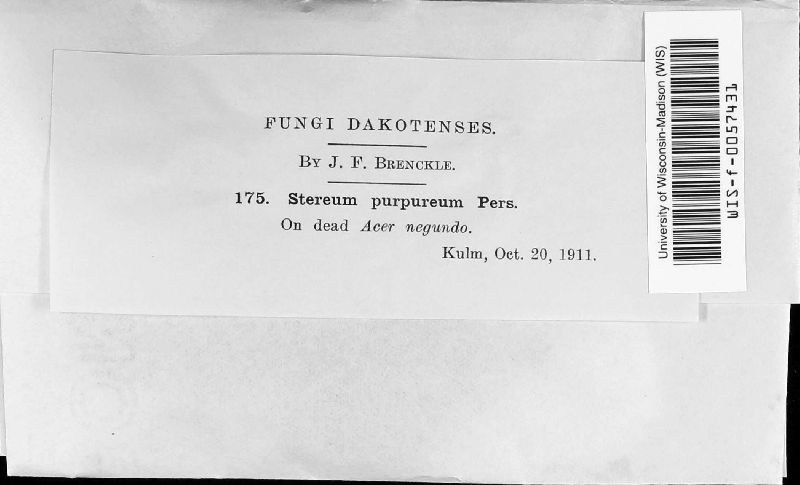 FUNGI DAKOTENSES.
BY J. F. BRENCKLE.
175. Stereum purpureum Pers.
On dead Acer negundo.
Kulm, Oct. 20, 1911.
University of Wisconsin-Madison (WIS)
WIS-f-0057431